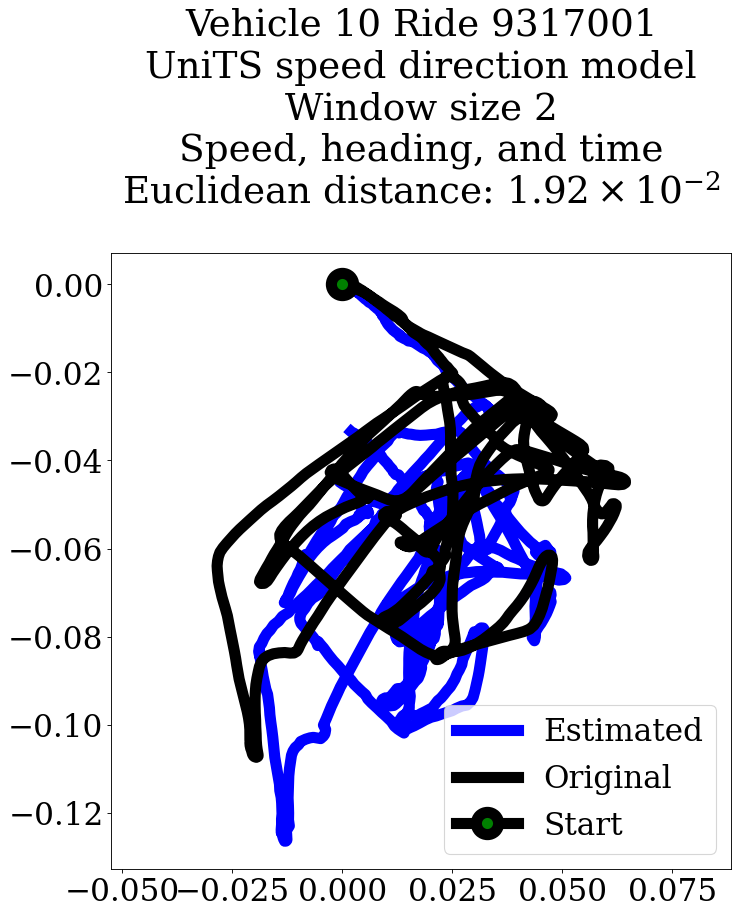 Vehicle 10 Ride 9317001
UniTS speed direction model
Window size 2
Speed, heading, and time
Euclidean distance: 1.92 × 10⁻²
0.00
−0.02
−0.04
−0.06
−0.08
−0.10
−0.12
Estimated
Original
Start
−0.050 −0.025 0.000 0.025 0.050 0.075